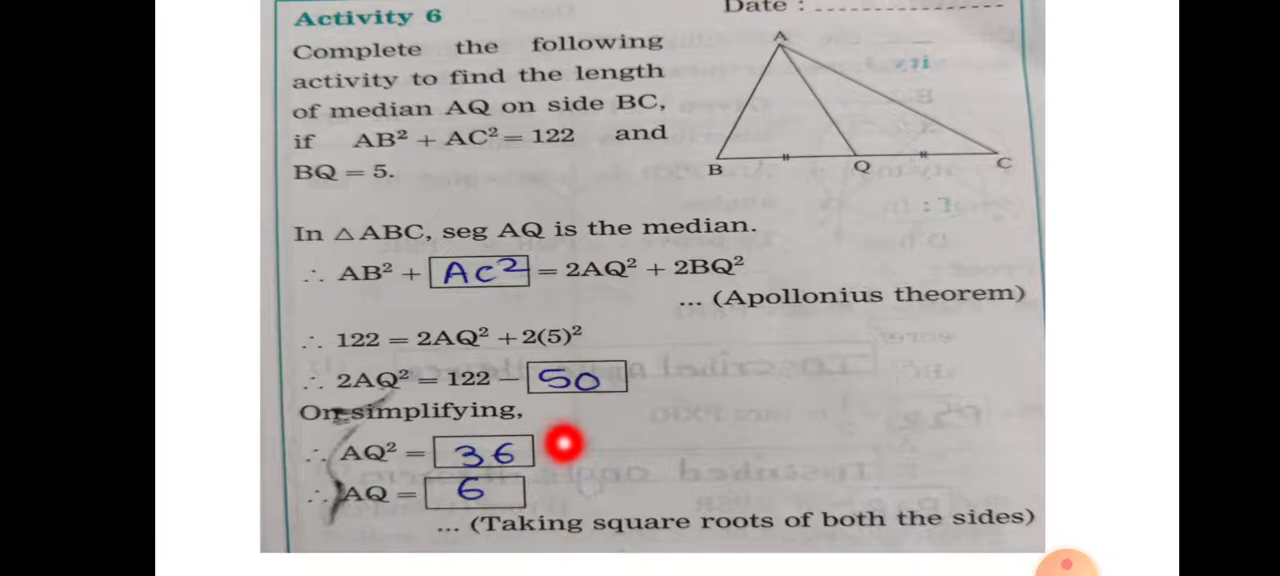 Activity 6
Date :
Complete the following
activity to find the length
of median AQ on side BC,
if AB² + AC² = 122 and
BQ = 5.
A
B
Q
C
In △ABC, seg AQ is the median.
∴ AB² + AC² = 2AQ² + 2BQ²
... (Apollonius theorem)
∴ 122 = 2AQ² + 2(5)²
∴ 2AQ² = 122 − 50
On simplifying,
∴ AQ² = 36
∴ AQ = 6
... (Taking square roots of both the sides)